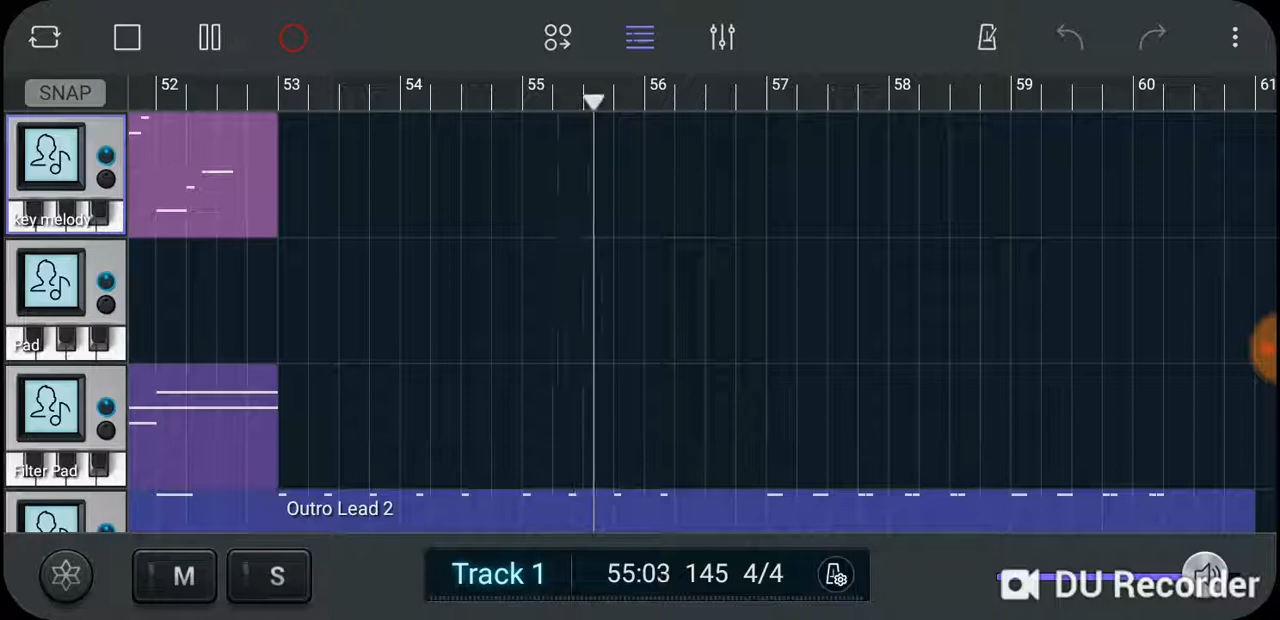 SNAP 52 53 54 55 56 57 58 59 60 61
key melody
Pad
Filter Pad
Outro Lead 2
M S Track 1 55:03 145 4/4
DU Recorder